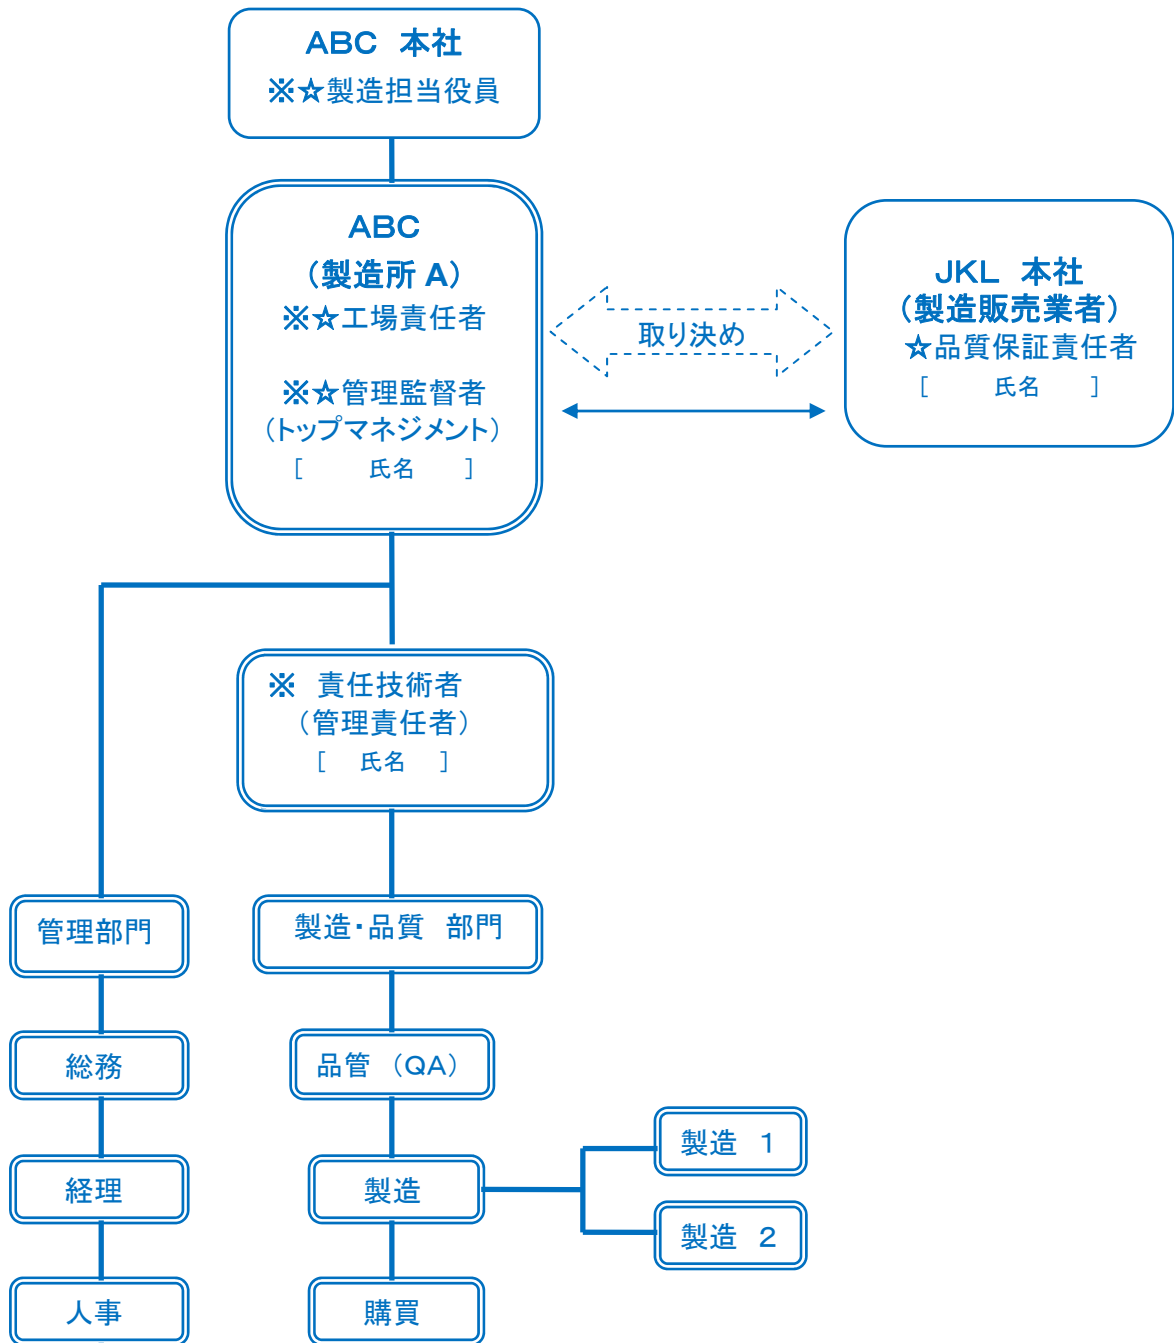 ABC 本社
※☆製造担当役員
ABC
（製造所 A）
※☆工場責任者
※☆管理監督者
（トップマネジメント）
［　　氏名　　］
取り決め
JKL 本社
（製造販売業者）
☆品質保証責任者
［　　氏名　　］
※　責任技術者
（管理責任者）
［　氏名　］
管理部門
製造・品質　部門
総務
品管　（QA）
経理
製造
製造　１
製造　２
人事
購買